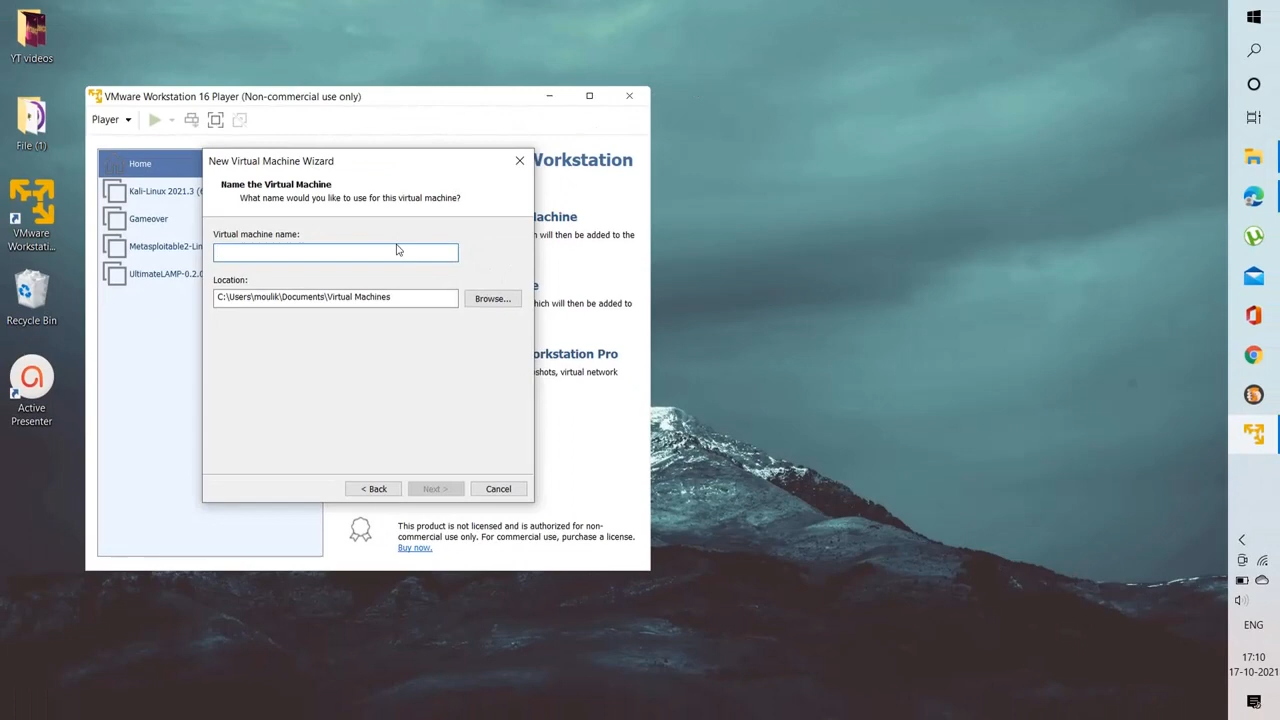 YT videos
File (1)
VMware
Workstati...
Recycle Bin
Active
Presenter
VMware Workstation 16 Player (Non-commercial use only)
Player
Home
Kali-Linux 2021.3 (
Gameover
Metasploitable2-Lin
UltimateLAMP-0.2.0
Workstation
achine
which will then be added to the
e
which will then be added to
orkstation Pro
shots, virtual network
This product is not licensed and is authorized for non-
commercial use only. For commercial use, purchase a license.
Buy now.
New Virtual Machine Wizard
Name the Virtual Machine
What name would you like to use for this virtual machine?
Virtual machine name:
Location:
C:\Users\moulik\Documents\Virtual Machines
Browse...
< Back
Next >
Cancel
ENG
17:10
17-10-2021